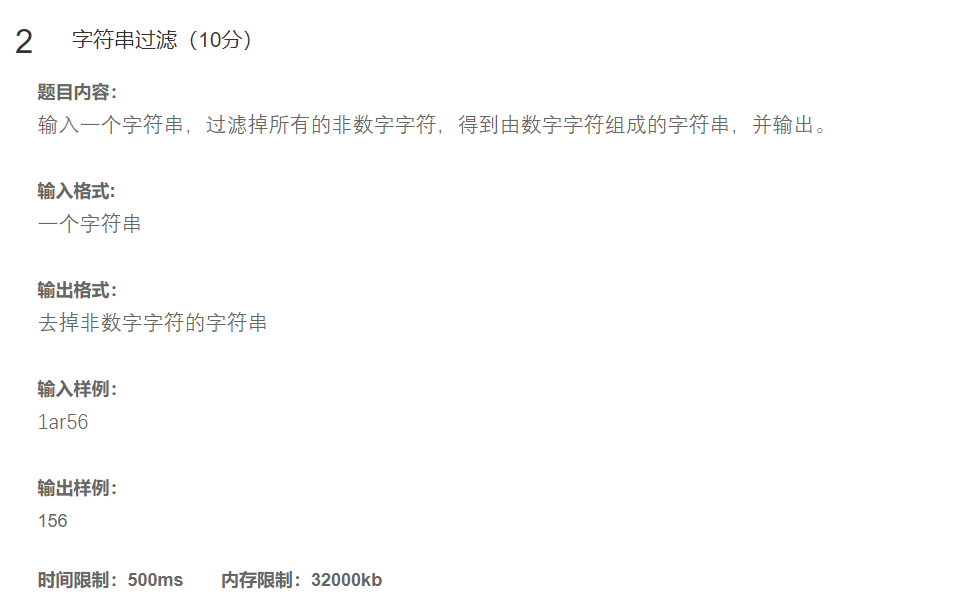 2 字符串过滤（10分）
题目内容：
输入一个字符串，过滤掉所有的非数字字符，得到由数字字符组成的字符串，并输出。
输入格式:
一个字符串
输出格式：
去掉非数字字符的字符串
输入样例：
1ar56
输出样例：
156
时间限制：500ms 内存限制：32000kb